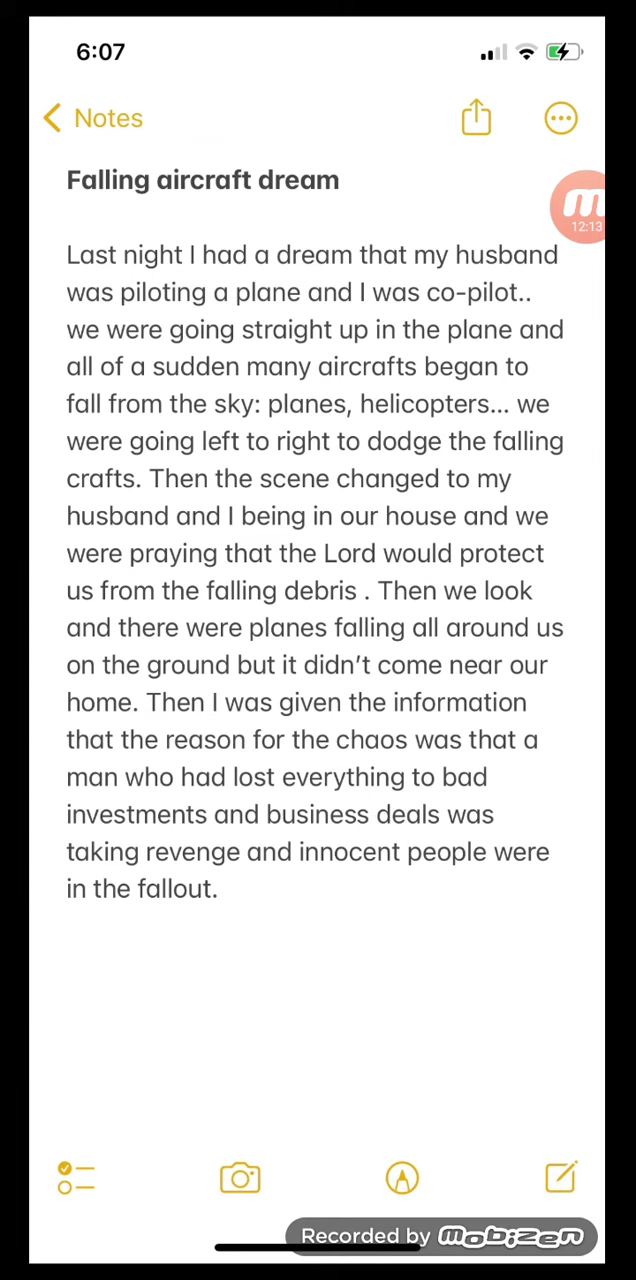 6:07
Notes
Falling aircraft dream
12:13
Last night I had a dream that my husband
was piloting a plane and I was co-pilot..
we were going straight up in the plane and
all of a sudden many aircrafts began to
fall from the sky: planes, helicopters... we
were going left to right to dodge the falling
crafts. Then the scene changed to my
husband and I being in our house and we
were praying that the Lord would protect
us from the falling debris . Then we look
and there were planes falling all around us
on the ground but it didn't come near our
home. Then I was given the information
that the reason for the chaos was that a
man who had lost everything to bad
investments and business deals was
taking revenge and innocent people were
in the fallout.
Recorded by mobizen